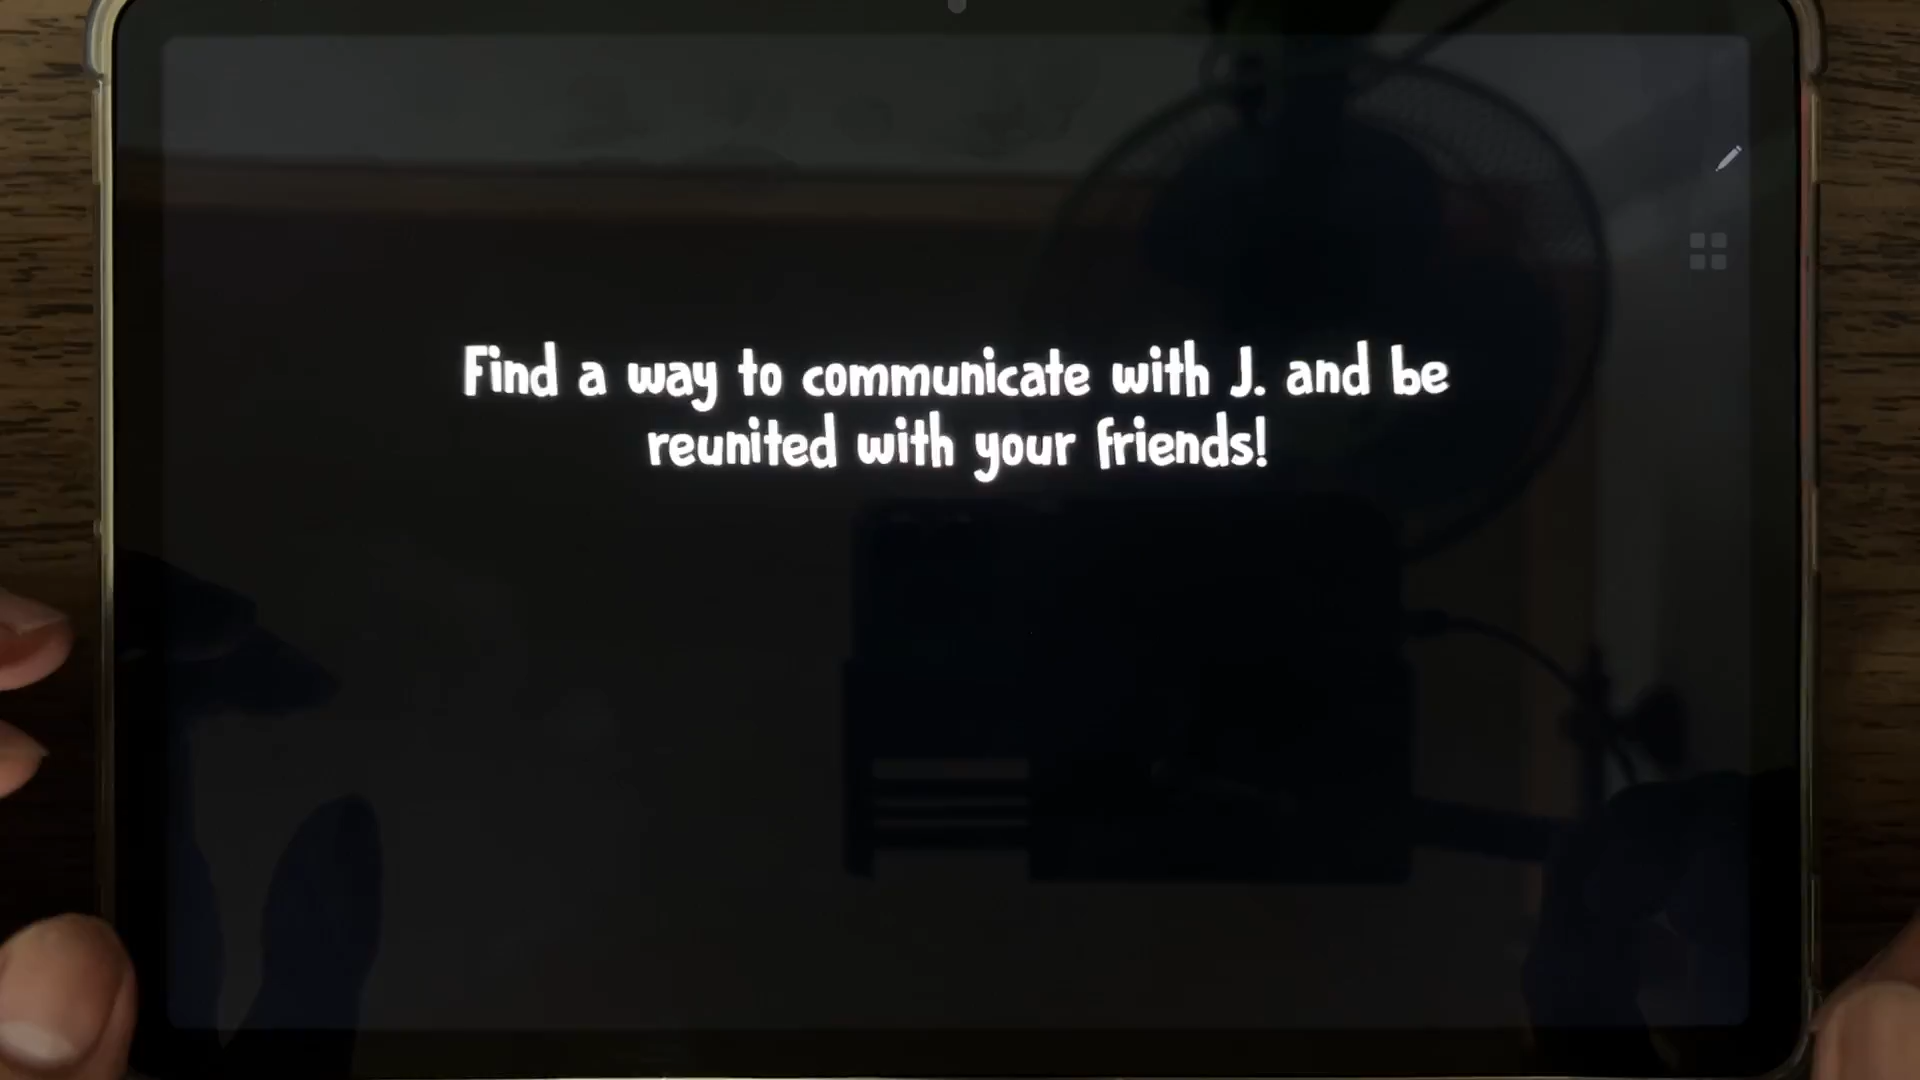 Find a way to communicate with J. and be
reunited with your friends!